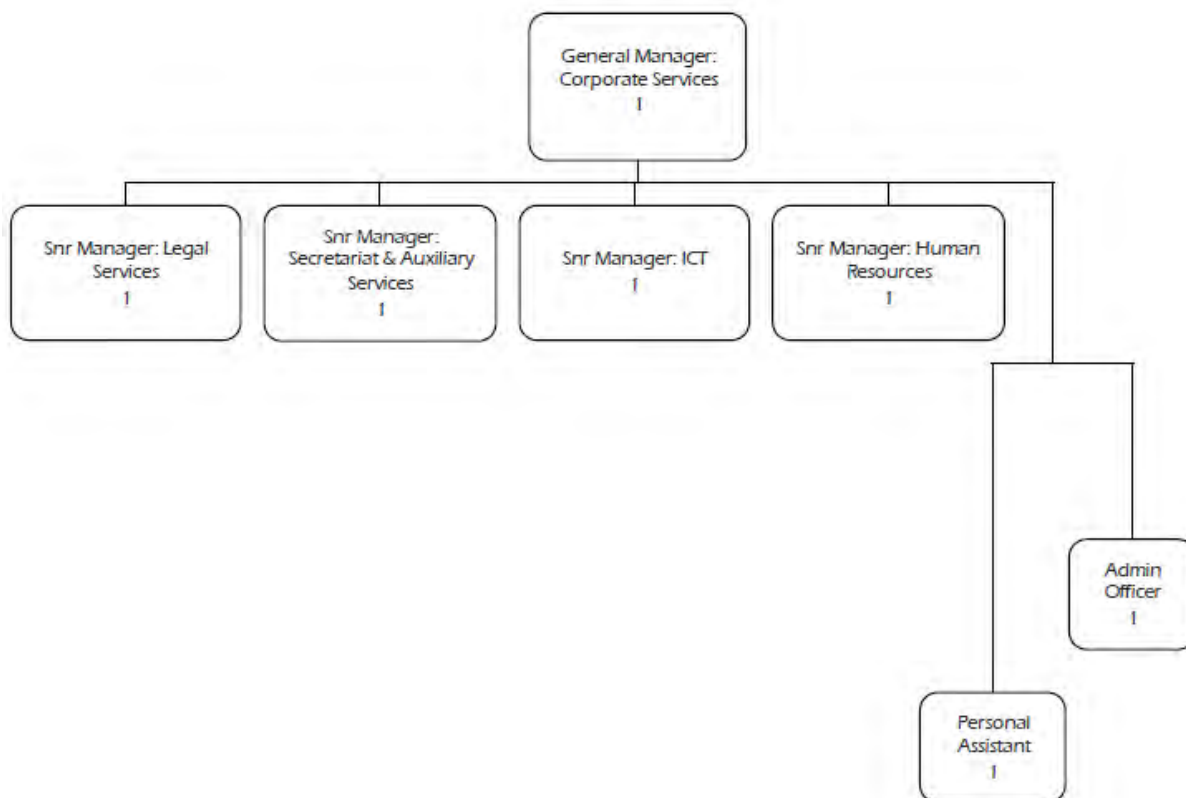 General Manager:
Corporate Services
1
Snr Manager: Legal
Services
1
Snr Manager:
Secretariat & Auxiliary
Services
1
Snr Manager: ICT
1
Snr Manager: Human
Resources
1
Admin
Officer
1
Personal
Assistant
1